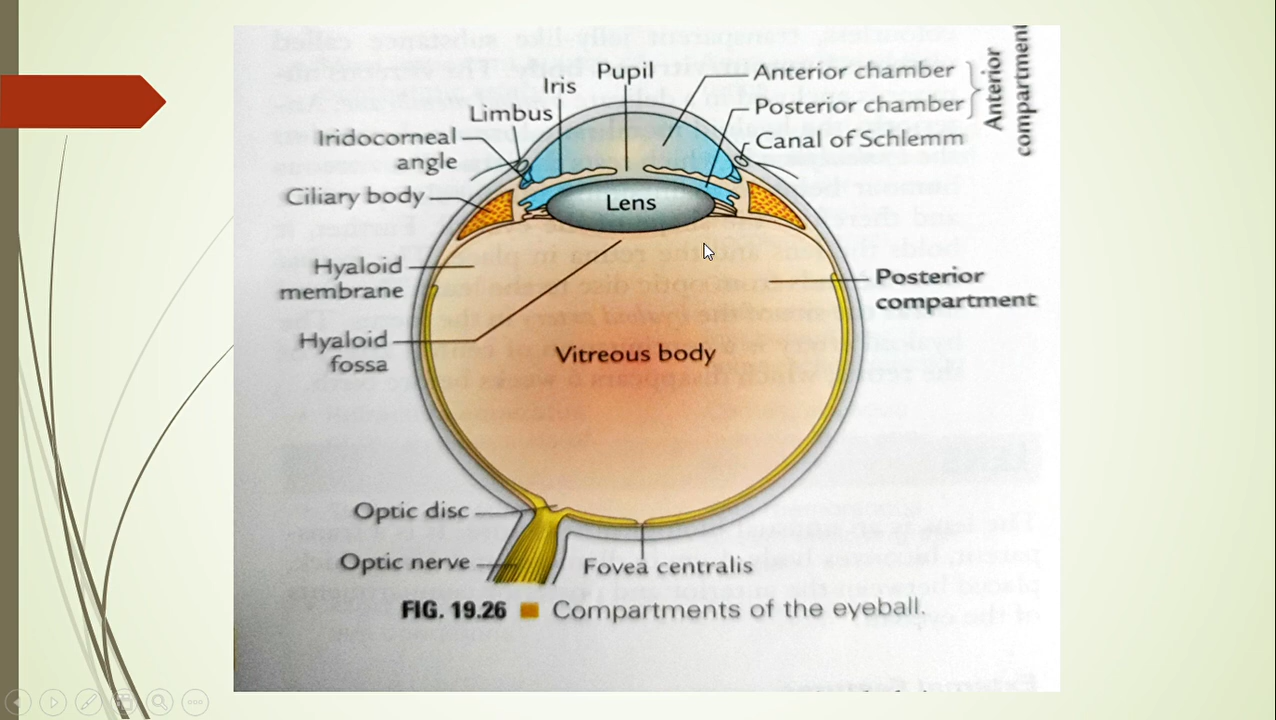 Pupil
Iris
Limbus
Iridocorneal
angle
Ciliary body
Hyaloid
membrane
Hyaloid
fossa
Optic disc
Optic nerve
Anterior chamber
Posterior chamber
Canal of Schlemm
Anterior
compartment
Lens
Posterior
compartment
Vitreous body
Fovea centralis
FIG. 19.26 Compartments of the eyeball.